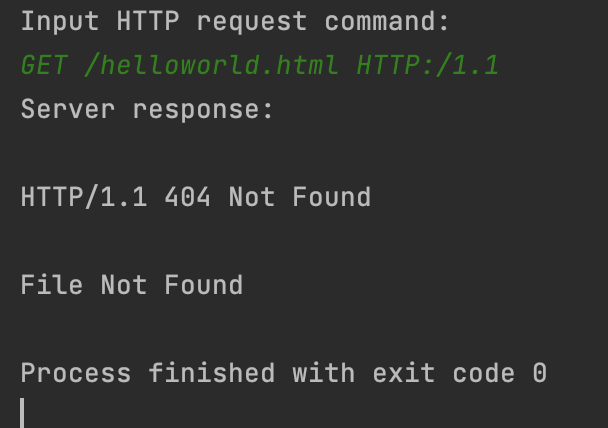 Input HTTP request command:
GET /helloworld.html HTTP:/1.1
Server response:
HTTP/1.1 404 Not Found
File Not Found
Process finished with exit code 0